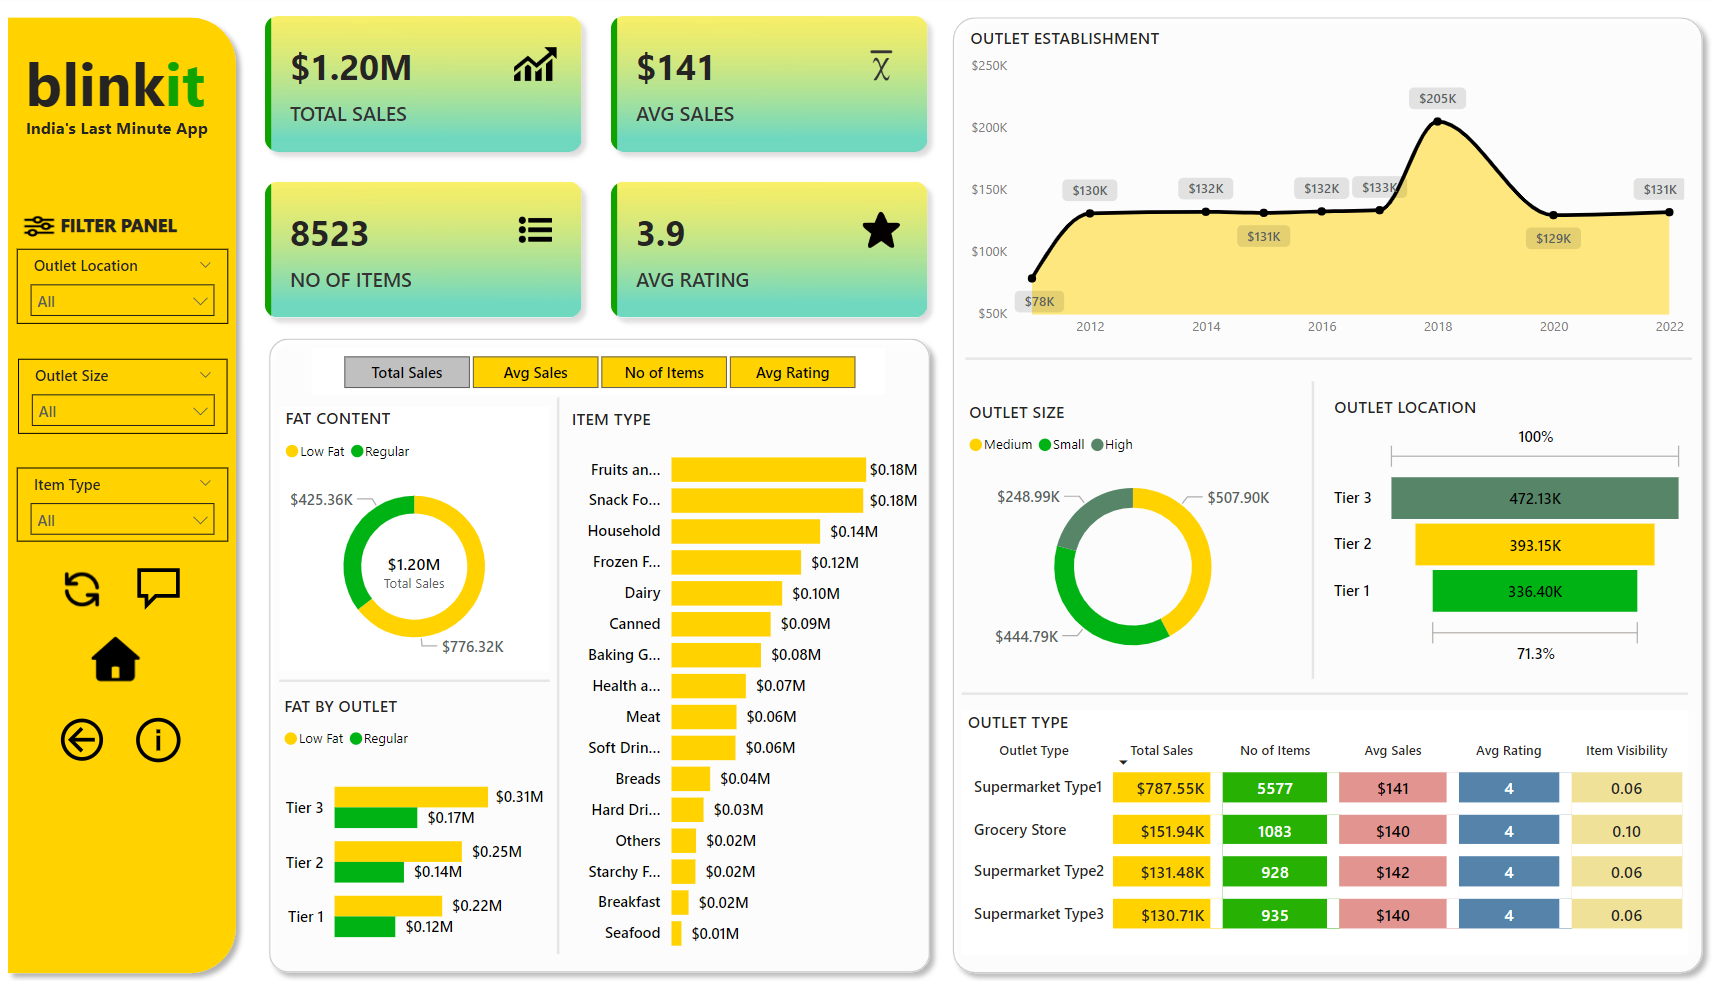 blinkit
India's Last Minute App
FILTER PANEL
Outlet Location
All
Outlet Size
All
Item Type
All
$1.20M
TOTAL SALES
$141
χ
AVG SALES
8523
NO OF ITEMS
3.9
AVG RATING
Total Sales Avg Sales No of Items Avg Rating
FAT CONTENT
Low Fat Regular
$425.36K
$1.20M
Total Sales
$776.32K
FAT BY OUTLET
Low Fat Regular
Tier 3 $0.31M
$0.17M
Tier 2 $0.25M
$0.14M
Tier 1 $0.22M
$0.12M
ITEM TYPE
Fruits an... $0.18M
Snack Fo... $0.18M
Household $0.14M
Frozen F... $0.12M
Dairy $0.10M
Canned $0.09M
Baking G... $0.08M
Health a... $0.07M
Meat $0.06M
Soft Drin... $0.06M
Breads $0.04M
Hard Dri... $0.03M
Others $0.02M
Starchy F... $0.02M
Breakfast $0.02M
Seafood $0.01M
OUTLET ESTABLISHMENT
$250K
$200K
$150K
$100K
$50K
$78K
$130K
$132K
$131K
$132K
$133K
$205K
$129K
$131K
2012 2014 2016 2018 2020 2022
OUTLET SIZE
Medium Small High
$248.99K
$507.90K
$444.79K
OUTLET LOCATION
100%
Tier 3 472.13K
Tier 2 393.15K
Tier 1 336.40K
71.3%
OUTLET TYPE
Outlet Type Total Sales No of Items Avg Sales Avg Rating Item Visibility
Supermarket Type1 $787.55K 5577 $141 4 0.06
Grocery Store $151.94K 1083 $140 4 0.10
Supermarket Type2 $131.48K 928 $142 4 0.06
Supermarket Type3 $130.71K 935 $140 4 0.06